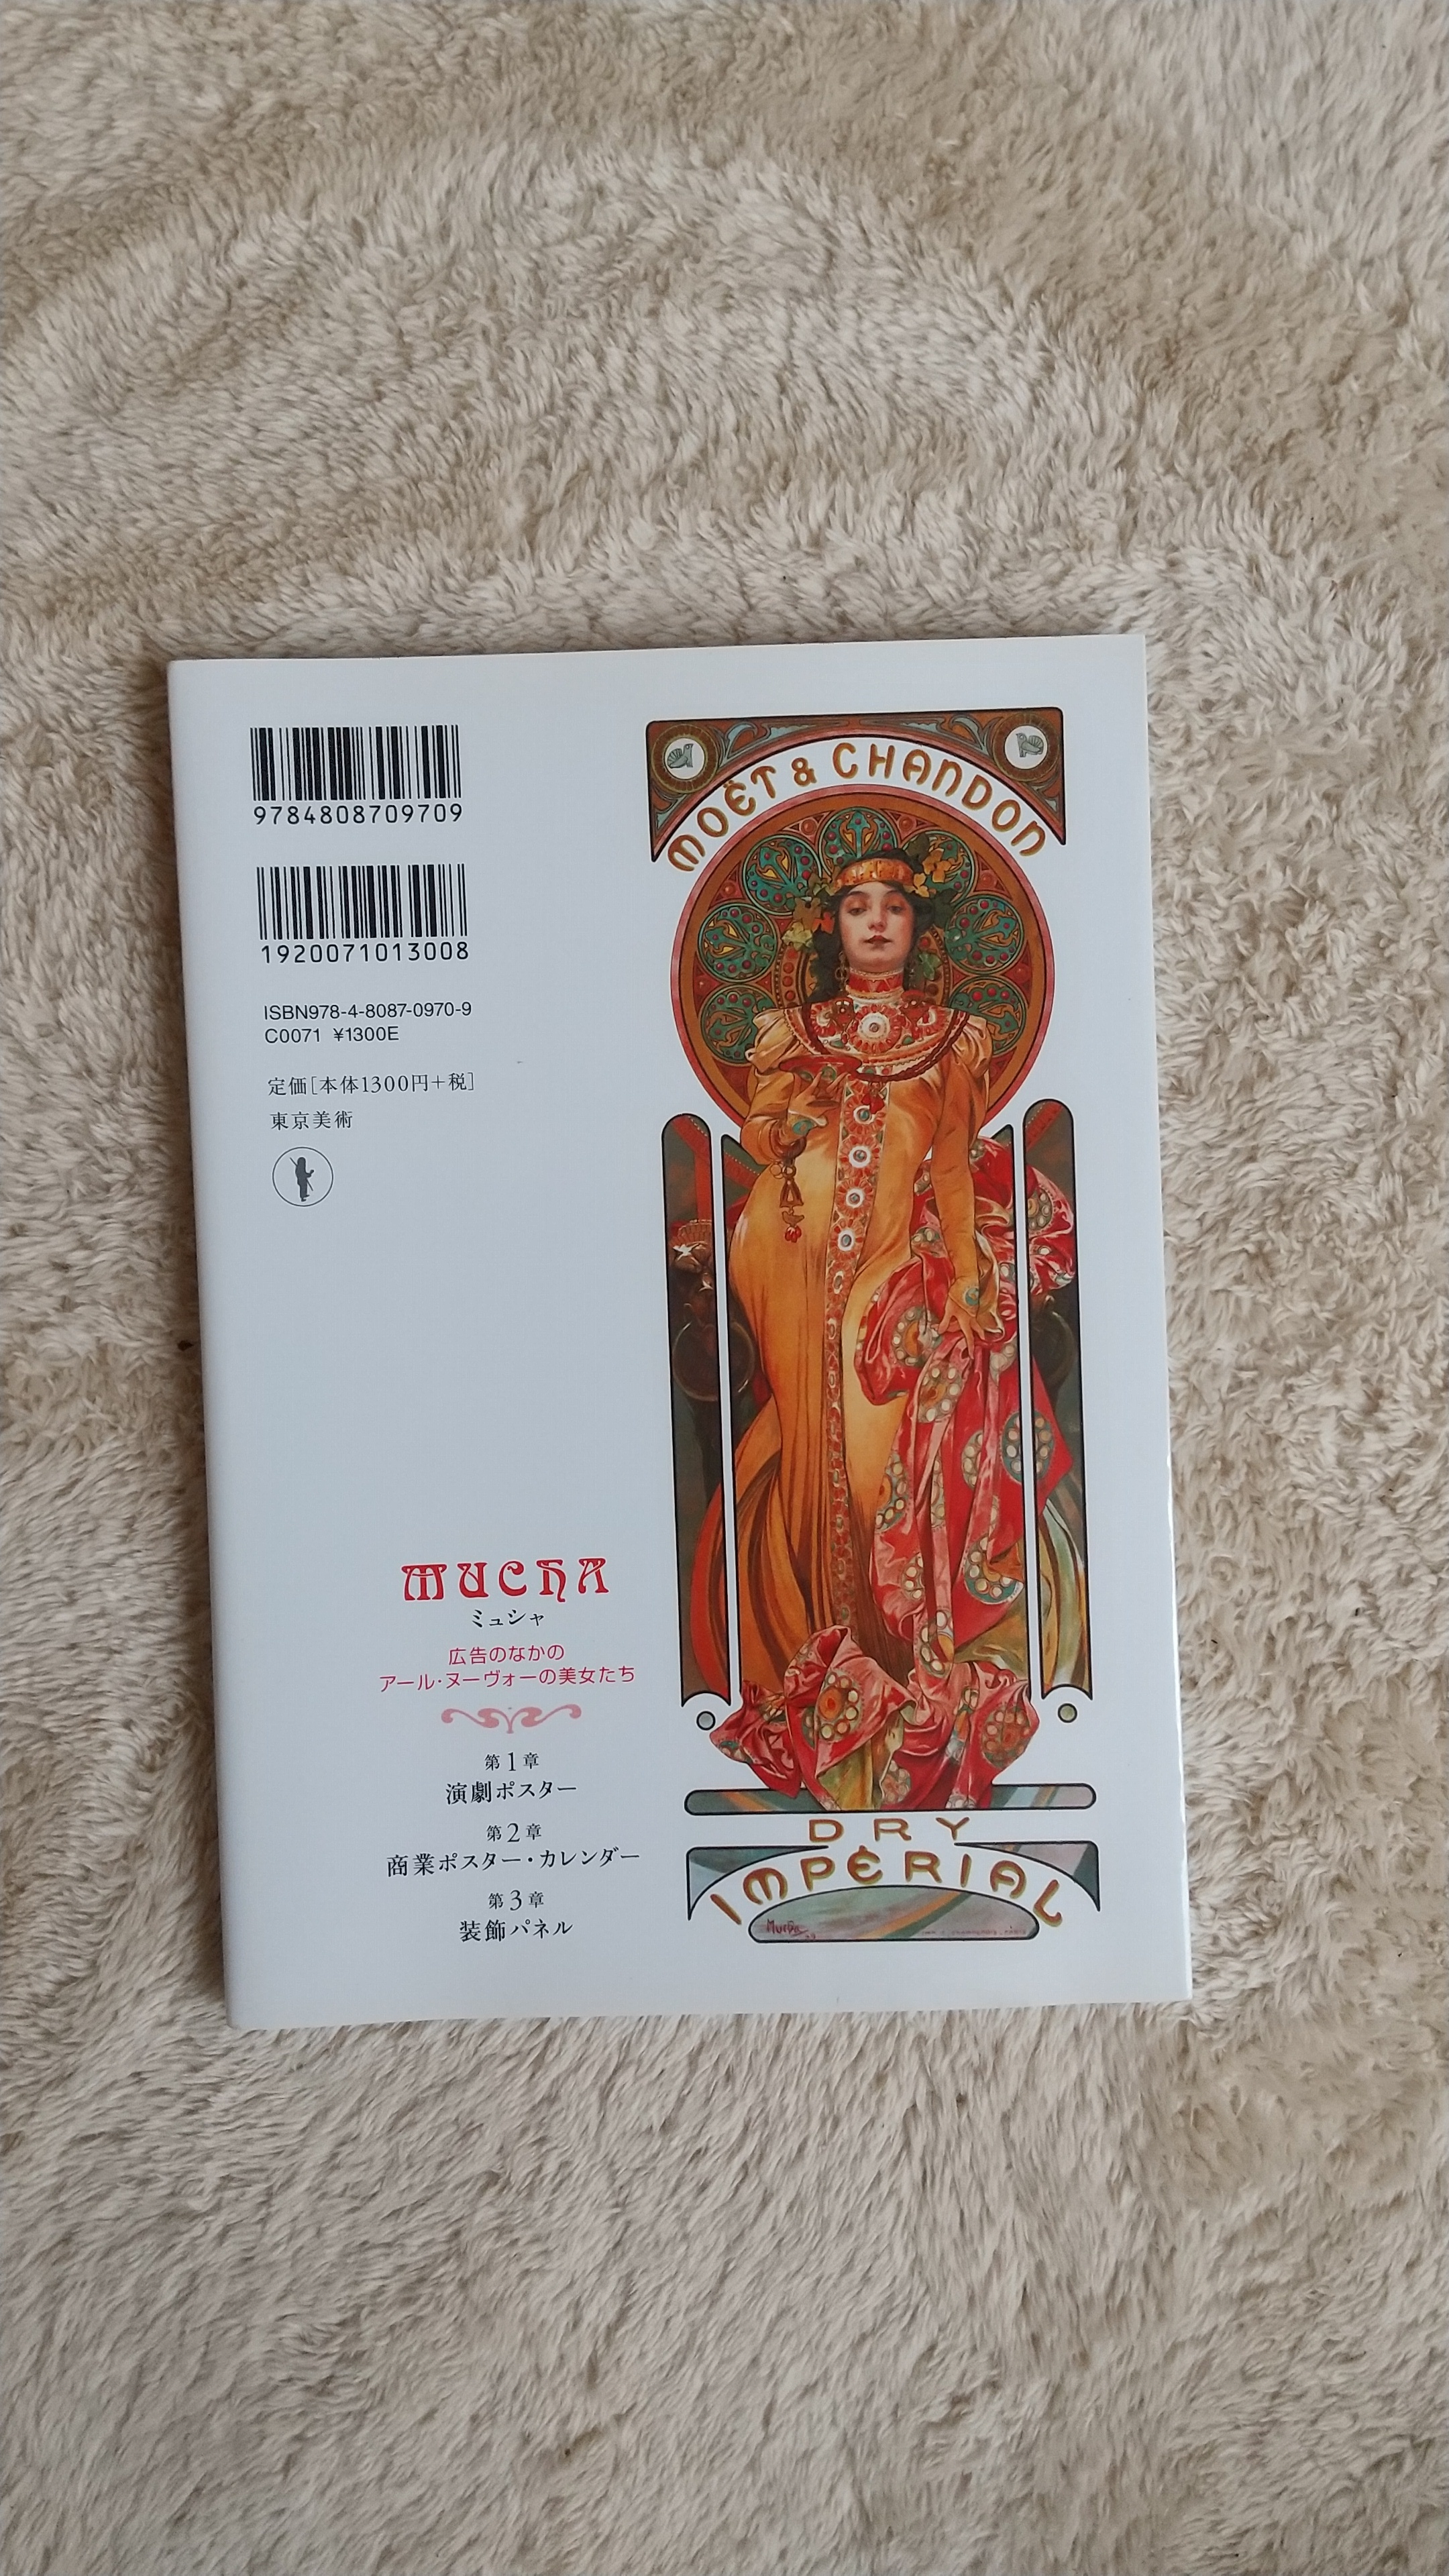 9784808709709
1920071013008
ISBN978-4-8087-0970-9
C0071 ¥1300E
定価[本体1300円+税]
東京美術
MUCHA
ミュシャ
広告のなかの
アール・ヌーヴォーの美女たち
第1章
演劇ポスター
第2章
商業ポスター・カレンダー
第3章
装飾パネル
MOËT & CHANDON
DRY
IMPÉRIAL
Mucha